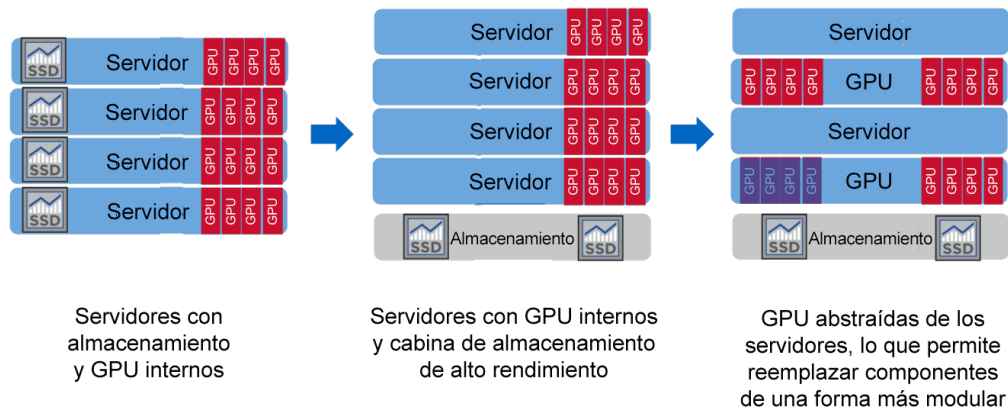 SSD Servidor GPU GPU GPU GPU
SSD Servidor GPU GPU GPU GPU
SSD Servidor GPU GPU GPU GPU
SSD Servidor GPU GPU GPU GPU
Servidores con
almacenamiento
y GPU internos
Servidor GPU GPU GPU GPU
Servidor GPU GPU GPU GPU
Servidor GPU GPU GPU GPU
Servidor GPU GPU GPU GPU
SSD Almacenamiento SSD
Servidores con GPU internos
y cabina de almacenamiento
de alto rendimiento
Servidor
GPU GPU GPU GPU GPU GPU GPU GPU GPU
Servidor
GPU GPU GPU GPU GPU GPU GPU GPU GPU
SSD Almacenamiento SSD
GPU abstraídas de los
servidores, lo que permite
reemplazar componentes
de una forma más modular